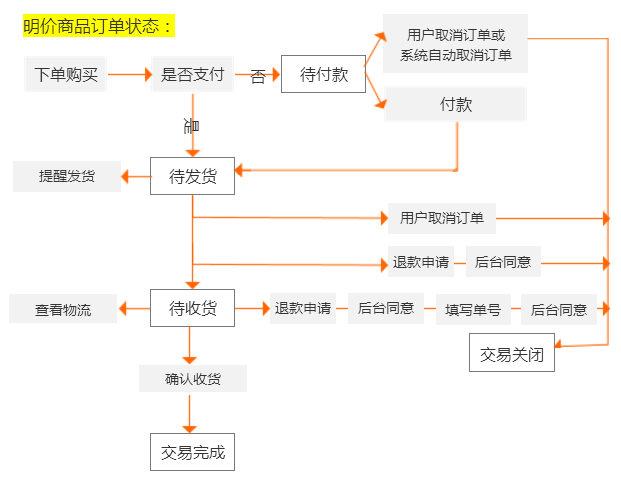 明价商品订单状态：
用户取消订单或
系统自动取消订单
下单购买
是否支付
否
待付款
付款
是
提醒发货
待发货
用户取消订单
退款申请
后台同意
查看物流
待收货
退款申请
后台同意
填写单号
后台同意
交易关闭
确认收货
交易完成